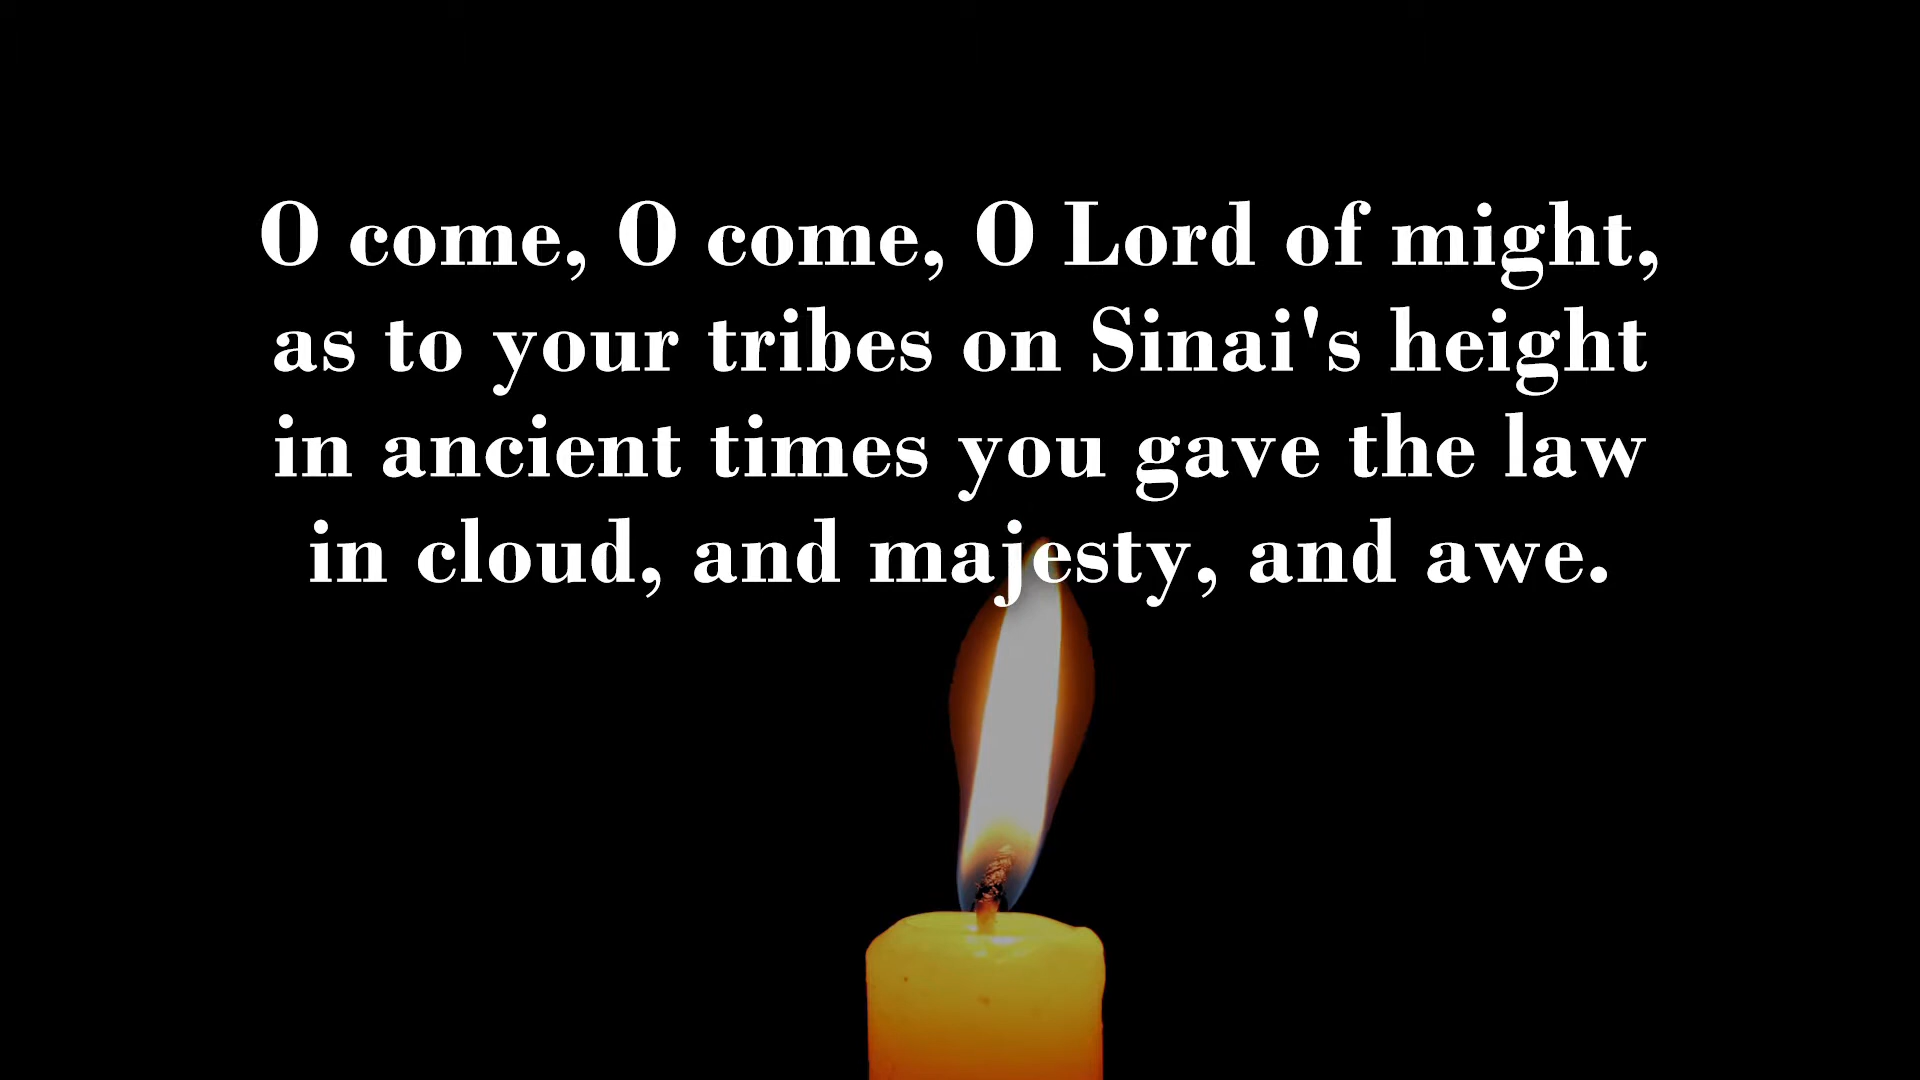 O come, O come, O Lord of might,
as to your tribes on Sinai's height
in ancient times you gave the law
in cloud, and majesty, and awe.